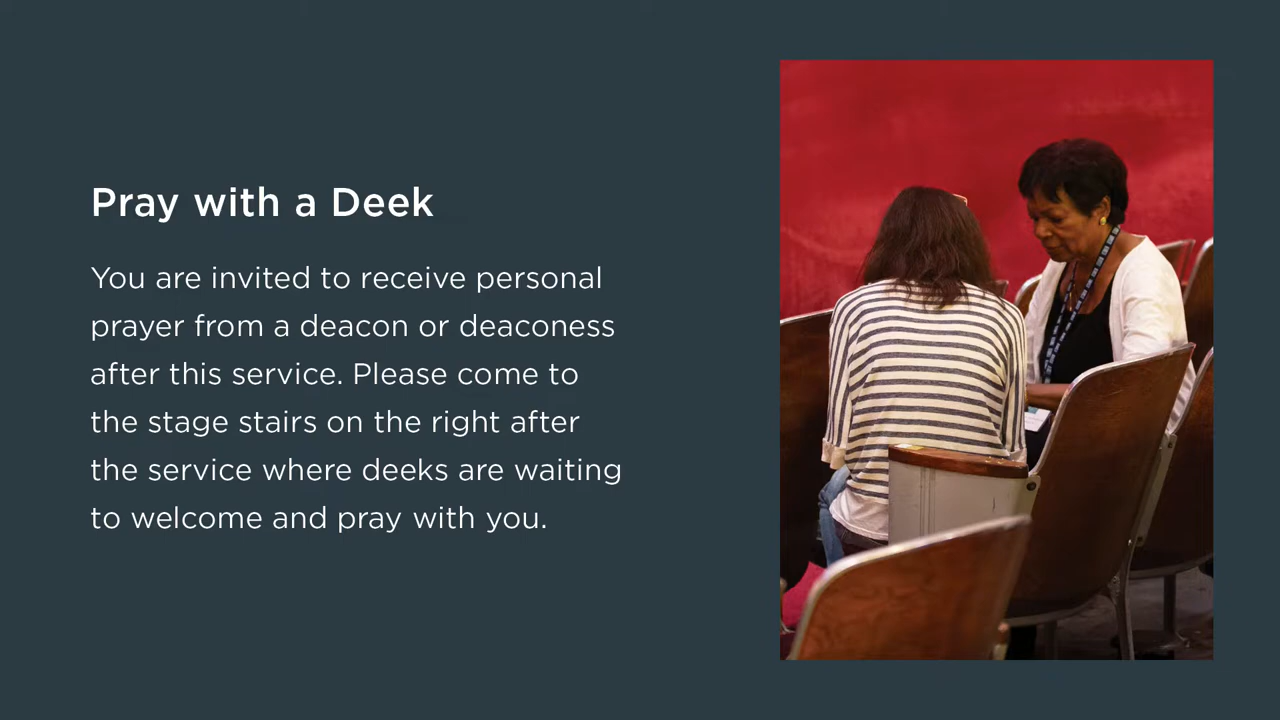 Pray with a Deek
You are invited to receive personal
prayer from a deacon or deaconess
after this service. Please come to
the stage stairs on the right after
the service where deeks are waiting
to welcome and pray with you.